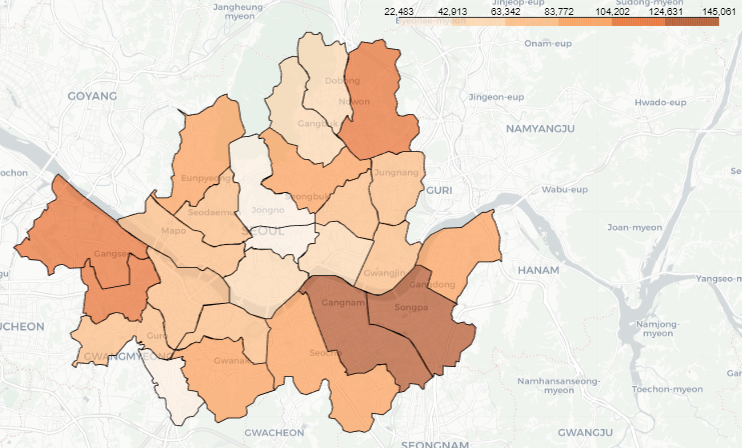 Jangheung-
myeon
Jinjeop-eup
Sudong-myeon
22,483 42,913 63,342 83,772 104,202 124,631 145,061
Onam-eup
Dobong
GOYANG
Nowon
Jingeon-eup
Hwado-eup
Gangbuk
NAMYANGJU
Jungnang
Eunpyeong
GURI
Wabu-eup
Seongbuk
Jongno
Seodaemun
Mapo
SEOUL
Joan-myeon
Gangseo
HANAM
Gwangjin
Gangdong
Yangseo-m
Gangnam
Songpa
UCHEON
Namjong-
myeon
Guro
GWANGMYEONG
Seocho
Gwanak
Namhansanseong-
myeon
Toechon-myeon
GWACHEON
GWANGJU
SEONGNAM